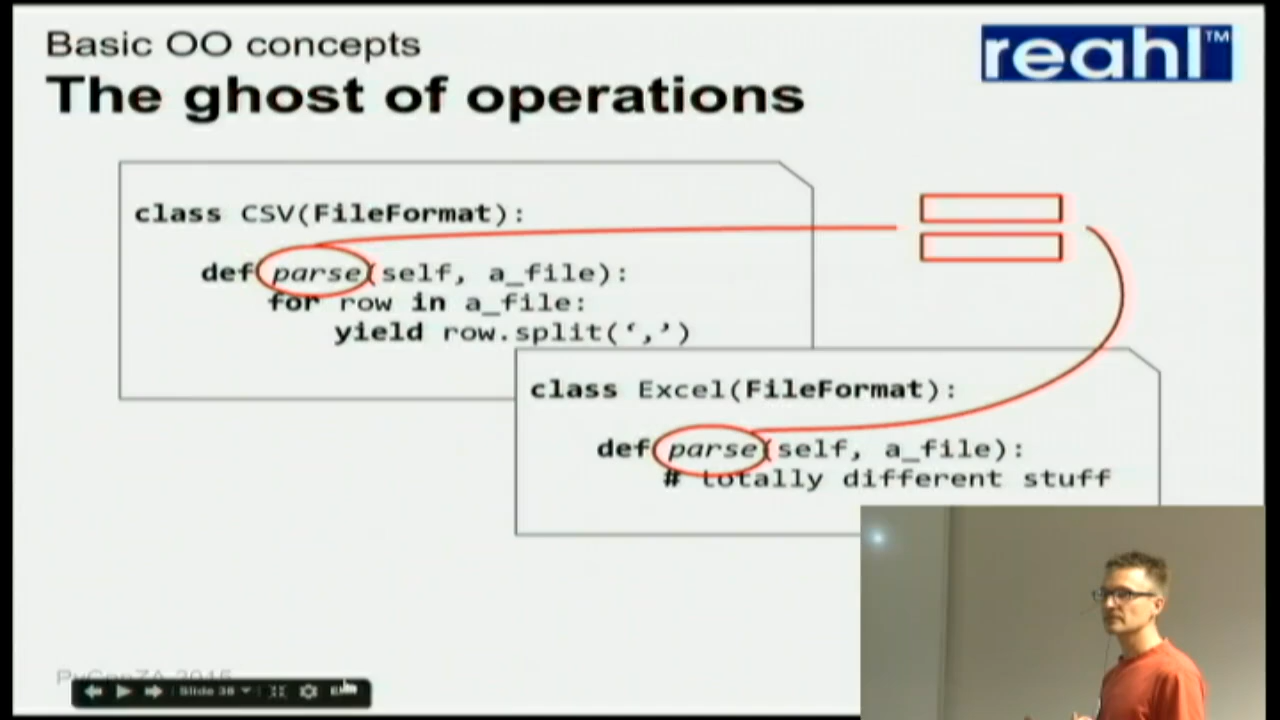 Basic OO concepts
The ghost of operations
reahl™
class CSV(FileFormat):
def parse(self, a_file):
for row in a_file:
yield row.split(‘,’)
class Excel(FileFormat):
def parse(self, a_file):
# totally different stuff
PyConZA 2015
Slide 36